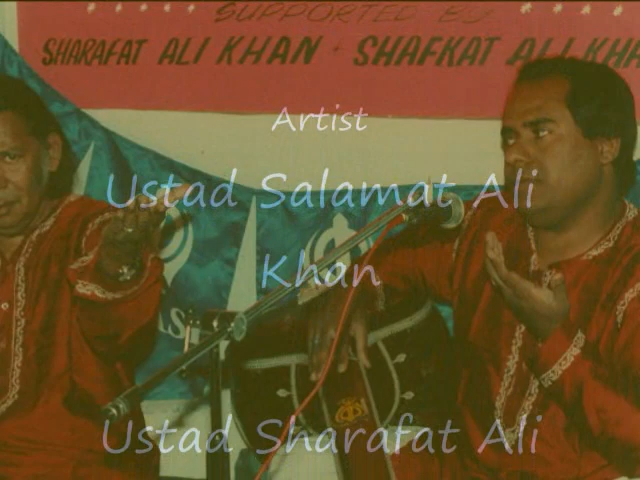 SUPPORTED BY
SHARAFAT ALI KHAN + SHAFKAT ALI KHA
Artist
Ustad Salamat Ali
Khan
Ustad Sharafat Ali